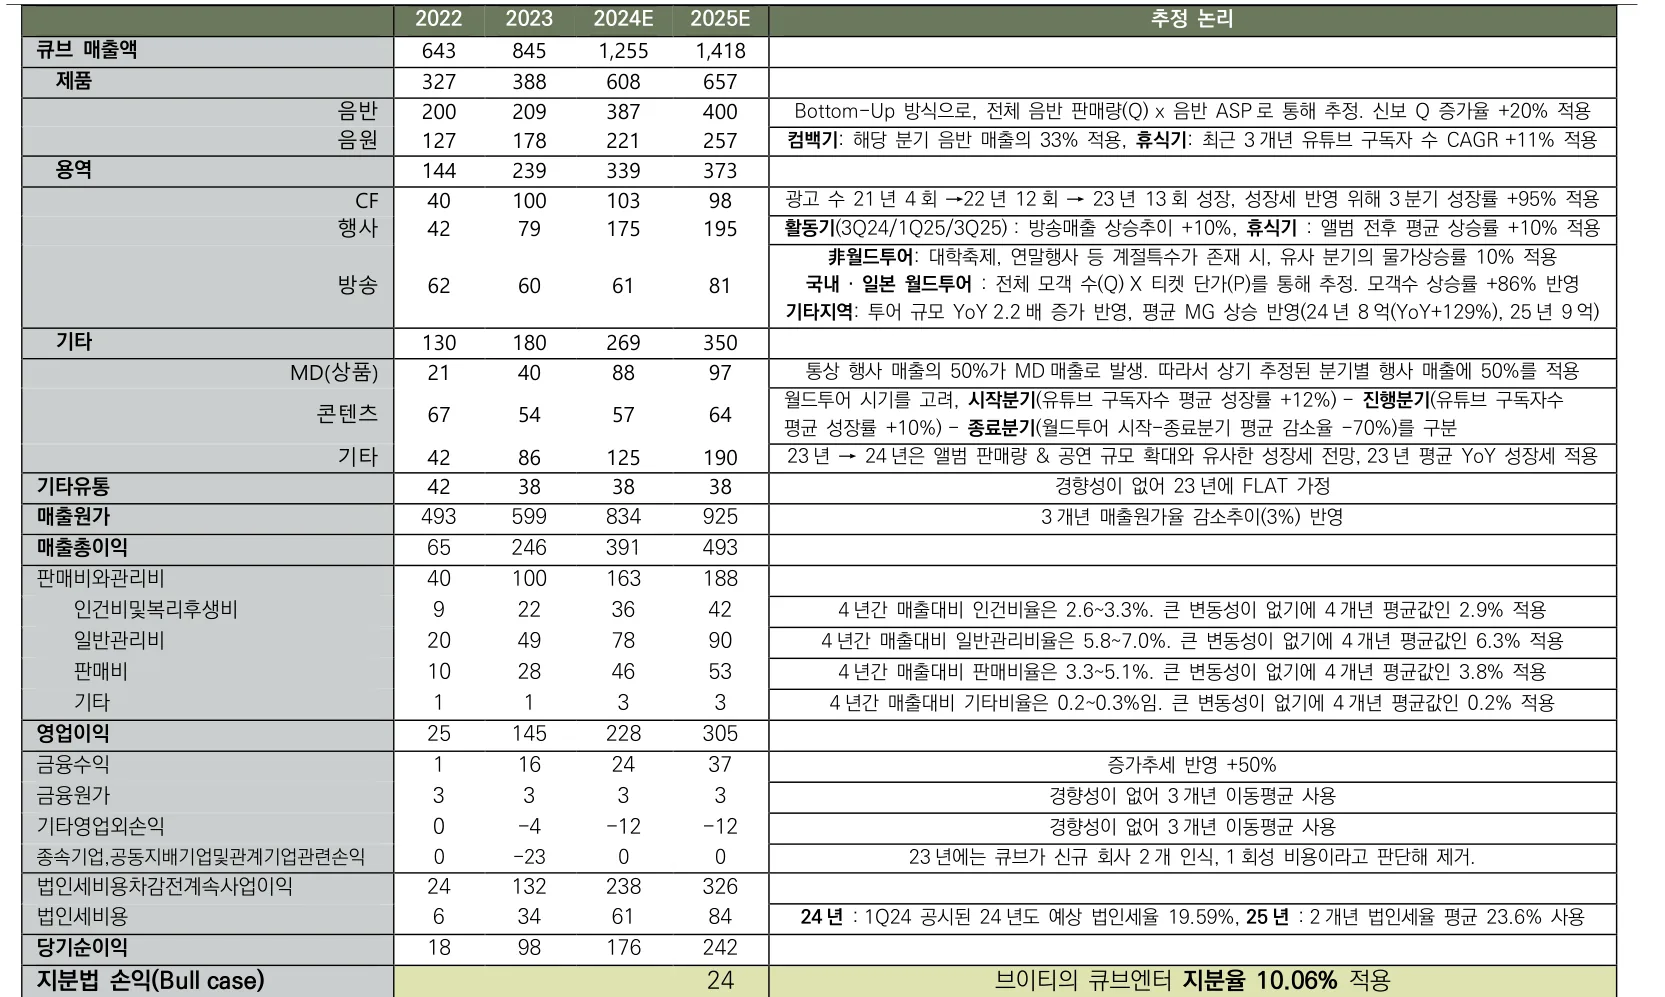 2022 2023 2024E 2025E 추정 논리
큐브 매출액 643 845 1,255 1,418
제품 327 388 608 657
음반 200 209 387 400 Bottom-Up 방식으로, 전체 음반 판매량(Q) x 음반 ASP로 통해 추정. 신보 Q 증가율 +20% 적용
음원 127 178 221 257 컴백기: 해당 분기 음반 매출의 33% 적용, 휴식기: 최근 3개년 유튜브 구독자 수 CAGR +11% 적용
용역 144 239 339 373
CF 40 100 103 98 광고 수 21년 4회 →22년 12회 → 23년 13회 성장, 성장세 반영 위해 3분기 성장률 +95% 적용
행사 42 79 175 195 활동기(3Q24/1Q25/3Q25) : 방송매출 상승추이 +10%, 휴식기 : 앨범 전후 평균 상승률 +10% 적용
非월드투어: 대학축제, 연말행사 등 계절특수가 존재 시, 유사 분기의 물가상승률 10% 적용
방송 62 60 61 81 국내 · 일본 월드투어 : 전체 모객 수(Q) X 티켓 단가(P)를 통해 추정. 모객수 상승률 +86% 반영
기타지역: 투어 규모 YoY 2.2배 증가 반영, 평균 MG 상승 반영(24년 8억(YoY+129%), 25년 9억)
기타 130 180 269 350
MD(상품) 21 40 88 97 통상 행사 매출의 50%가 MD매출로 발생. 따라서 상기 추정된 분기별 행사 매출에 50%를 적용
콘텐츠 67 54 57 64 월드투어 시기를 고려, 시작분기(유튜브 구독자수 평균 성장률 +12%) - 진행분기(유튜브 구독자수
평균 성장률 +10%) - 종료분기(월드투어 시작-종료분기 평균 감소율 -70%)를 구분
기타 42 86 125 190 23년 → 24년은 앨범 판매량 & 공연 규모 확대와 유사한 성장세 전망, 23년 평균 YoY 성장세 적용
기타유통 42 38 38 38 경향성이 없어 23년에 FLAT 가정
매출원가 493 599 834 925 3개년 매출원가율 감소추이(3%) 반영
매출총이익 65 246 391 493
판매비와관리비 40 100 163 188
인건비및복리후생비 9 22 36 42 4년간 매출대비 인건비율은 2.6~3.3%. 큰 변동성이 없기에 4개년 평균값인 2.9% 적용
일반관리비 20 49 78 90 4년간 매출대비 일반관리비율은 5.8~7.0%. 큰 변동성이 없기에 4개년 평균값인 6.3% 적용
판매비 10 28 46 53 4년간 매출대비 판매비율은 3.3~5.1%. 큰 변동성이 없기에 4개년 평균값인 3.8% 적용
기타 1 1 3 3 4년간 매출대비 기타비율은 0.2~0.3%임. 큰 변동성이 없기에 4개년 평균값인 0.2% 적용
영업이익 25 145 228 305
금융수익 1 16 24 37 증가추세 반영 +50%
금융원가 3 3 3 3 경향성이 없어 3개년 이동평균 사용
기타영업외손익 0 -4 -12 -12 경향성이 없어 3개년 이동평균 사용
종속기업,공동지배기업및관계기업관련손익 0 -23 0 0 23년에는 큐브가 신규 회사 2개 인식, 1회성 비용이라고 판단해 제거.
법인세비용차감전계속사업이익 24 132 238 326
법인세비용 6 34 61 84 24년 : 1Q24 공시된 24년도 예상 법인세율 19.59%, 25년 : 2개년 법인세율 평균 23.6% 사용
당기순이익 18 98 176 242
지분법 손익(Bull case) 24 브이티의 큐브엔터 지분율 10.06% 적용